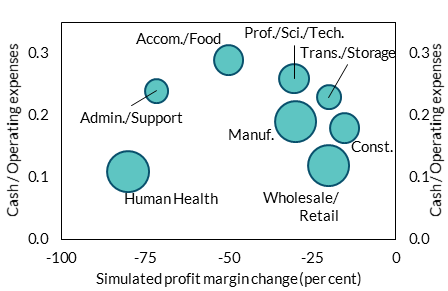 Prof./Sci./Tech.
Accom./Food
Trans./Storage
0.3
0.3
Admin./Support
0.2
0.2
Manuf.
Const.
0.1
0.1
Human Health
Wholesale/
Retail
0.0
0.0
Cash / Operating expenses
Cash / Operating expenses
-100
-75
-50
-25
0
Simulated profit margin change (per cent)